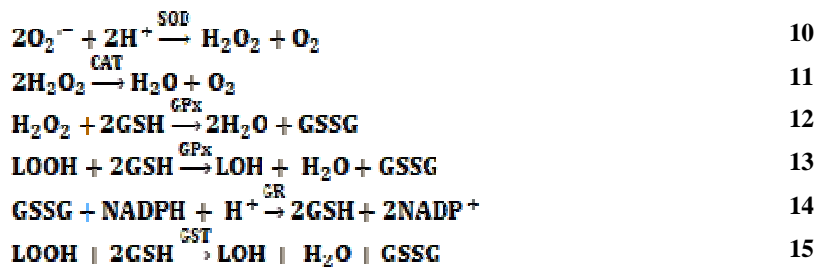 2O₂·⁻ + 2H⁺ —SOD→ H₂O₂ + O₂ 10
2H₂O₂ —CAT→ H₂O + O₂ 11
H₂O₂ + 2GSH —GPx→ 2H₂O + GSSG 12
LOOH + 2GSH —GPx→ LOH + H₂O + GSSG 13
GSSG + NADPH + H⁺ —GR→ 2GSH + 2NADP⁺ 14
LOOH | 2GSH —GST→ LOH | H₂O | GSSG 15